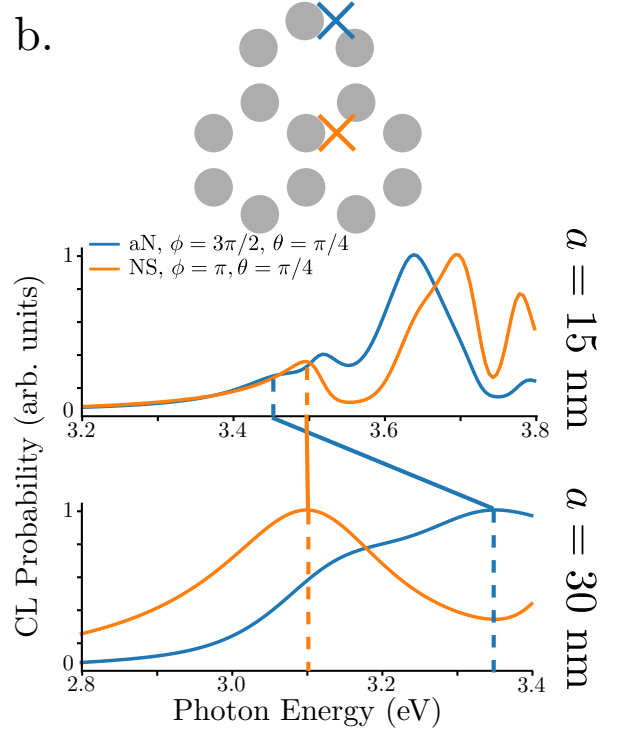 b.
aN, ϕ = 3π/2, θ = π/4
NS, ϕ = π, θ = π/4
1
0
3.2 3.4 3.6 3.8
a = 15 nm
CL Probability (arb. units)
1
0
2.8 3.0 3.2 3.4
a = 30 nm
Photon Energy (eV)